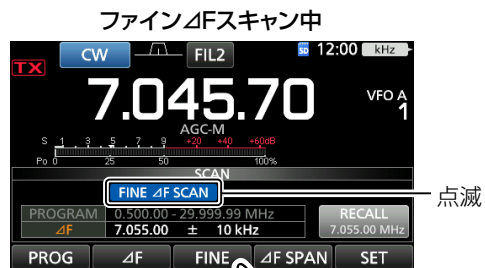 ファイン⊿Fスキャン中
CW FIL2 SD 12:00 kHz
TX
7.045.70 VFO A
1
AGC-M
S 1 3 5 7 9 +20 +40 +60dB
Po 0 25 50 100%
SCAN
FINE ⊿F SCAN 点滅
PROGRAM 0.500.00 - 29.999.99 MHz RECALL
⊿F 7.055.00 ± 10 kHz 7.055.00 MHz
PROG ⊿F FINE ⊿F SPAN SET